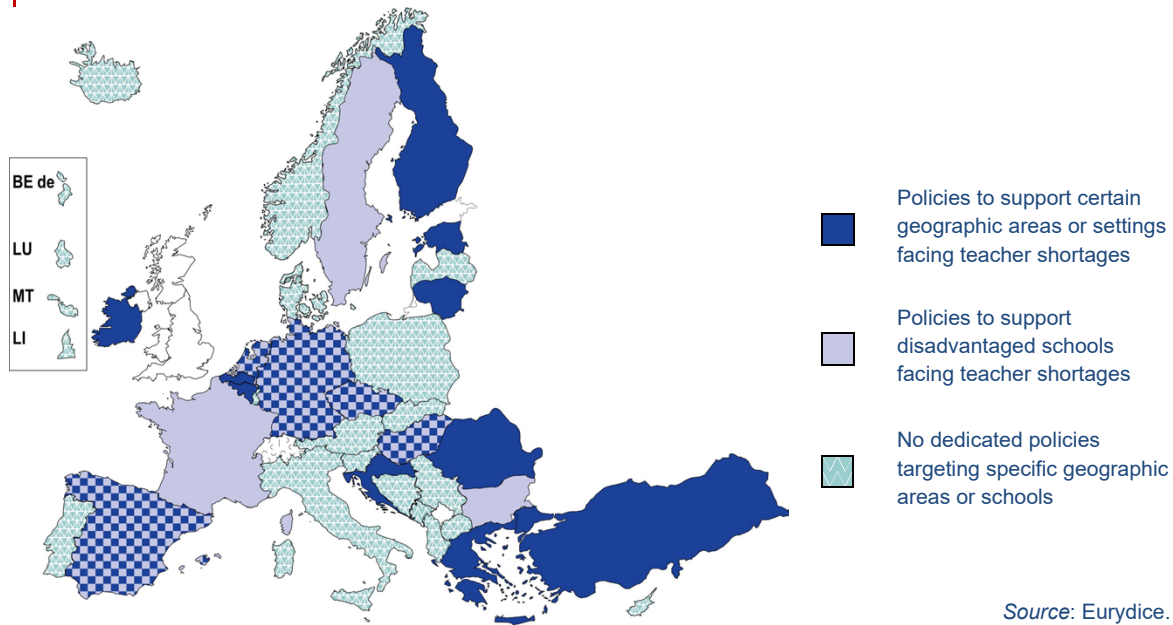 BE de
LU
MT
LI
Policies to support certain
geographic areas or settings
facing teacher shortages
Policies to support
disadvantaged schools
facing teacher shortages
No dedicated policies
targeting specific geographic
areas or schools
Source: Eurydice.